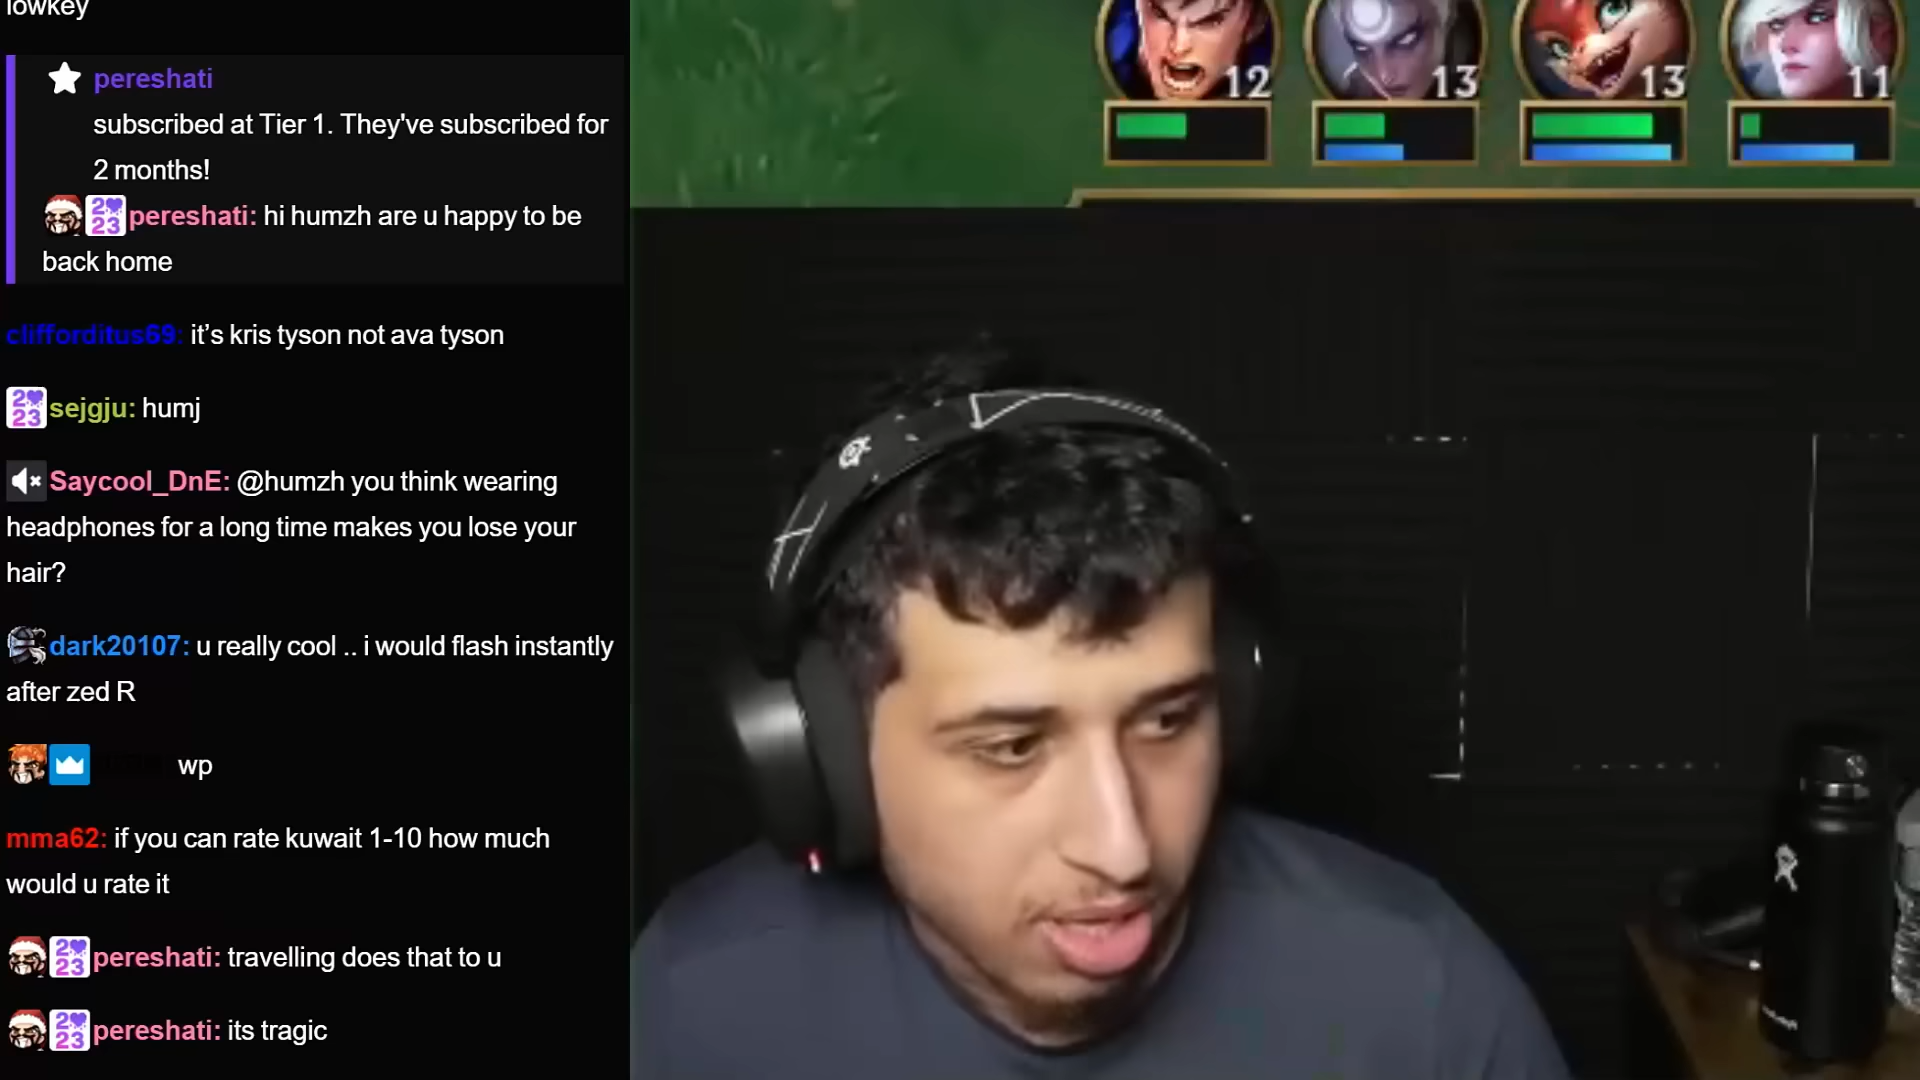 lowkey
pereshati
subscribed at Tier 1. They've subscribed for
2 months!
pereshati: hi humzh are u happy to be
back home
clifforditus69: it’s kris tyson not ava tyson
sejgju: humj
Saycool_DnE: @humzh you think wearing
headphones for a long time makes you lose your
hair?
dark20107: u really cool .. i would flash instantly
after zed R
wp
mma62: if you can rate kuwait 1-10 how much
would u rate it
pereshati: travelling does that to u
pereshati: its tragic
12
13
13
11